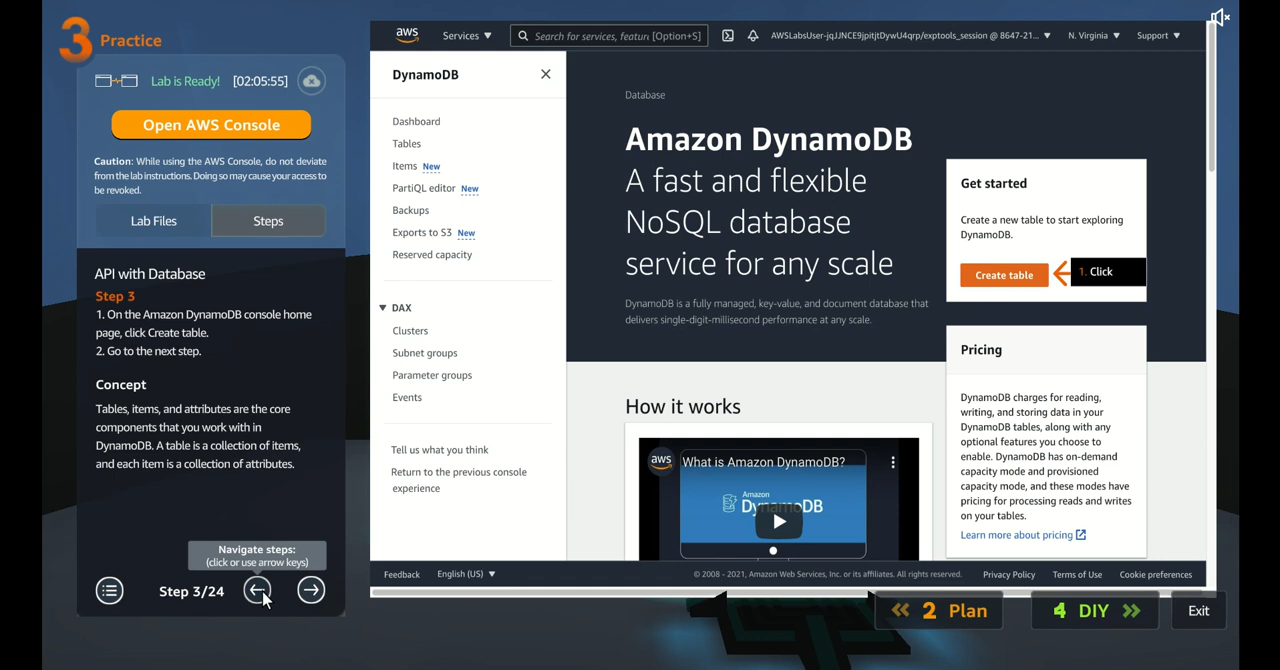 3 Practice
Lab is Ready! [02:05:55]
Open AWS Console
Caution: While using the AWS Console, do not deviate
from the lab instructions. Doing so may cause your access to
be revoked.
Lab Files
Steps
API with Database
Step 3
1. On the Amazon DynamoDB console home
page, click Create table.
2. Go to the next step.
Concept
Tables, items, and attributes are the core
components that you work with in
DynamoDB. A table is a collection of items,
and each item is a collection of attributes.
Navigate steps:
(click or use arrow keys)
Step 3/24
aws
Services
Search for services, featur [Option+S]
AWSLabsUser-jqJJNCE9jpitjtDywU4qrp/exptools_session @ 8647-21...
N. Virginia
Support
DynamoDB
Dashboard
Tables
Items New
PartiQL editor New
Backups
Exports to S3 New
Reserved capacity
DAX
Clusters
Subnet groups
Parameter groups
Events
Tell us what you think
Return to the previous console
experience
Database
Amazon DynamoDB
A fast and flexible
NoSQL database
service for any scale
DynamoDB is a fully managed, key-value, and document database that
delivers single-digit-millisecond performance at any scale.
Get started
Create a new table to start exploring
DynamoDB.
Create table
1. Click
Pricing
DynamoDB charges for reading,
writing, and storing data in your
DynamoDB tables, along with any
optional features you choose to
enable. DynamoDB has on-demand
capacity mode and provisioned
capacity mode, and these modes have
pricing for processing reads and writes
on your tables.
Learn more about pricing
How it works
aws
What is Amazon DynamoDB?
Amazon
DynamoDB
Feedback
English (US)
© 2008 - 2021, Amazon Web Services, Inc. or its affiliates. All rights reserved.
Privacy Policy
Terms of Use
Cookie preferences
2 Plan
4 DIY
Exit